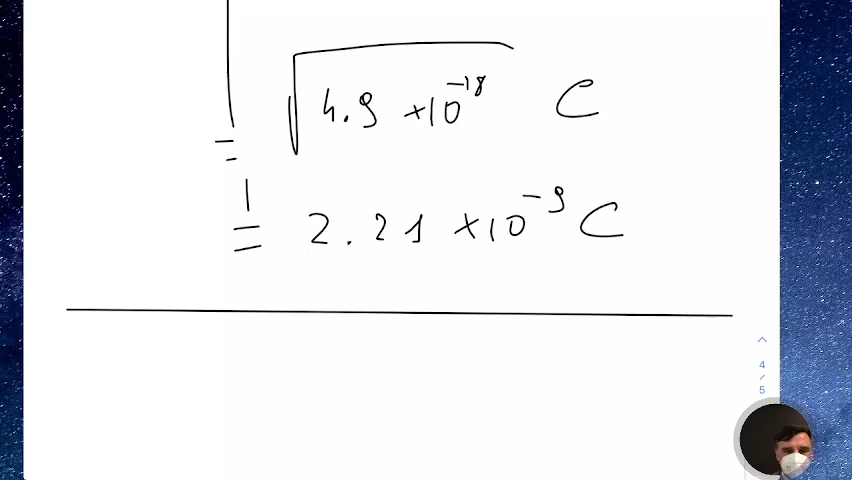 = √4.9 ×10⁻¹⁸ C
= 2.21 ×10⁻⁹ C
4
/
5